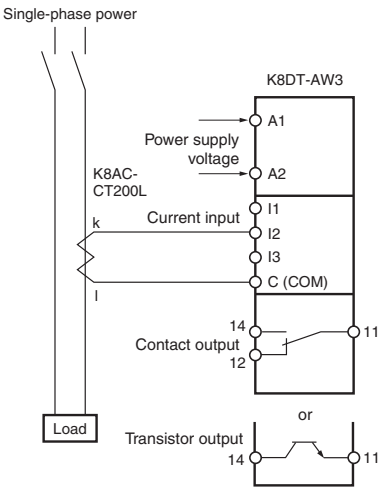 Single-phase power
K8DT-AW3
A1
Power supply
voltage
A2
K8AC-
CT200L
I1
k
Current input
I2
I3
C (COM)
l
14
11
Contact output
12
or
Load
Transistor output
14
11